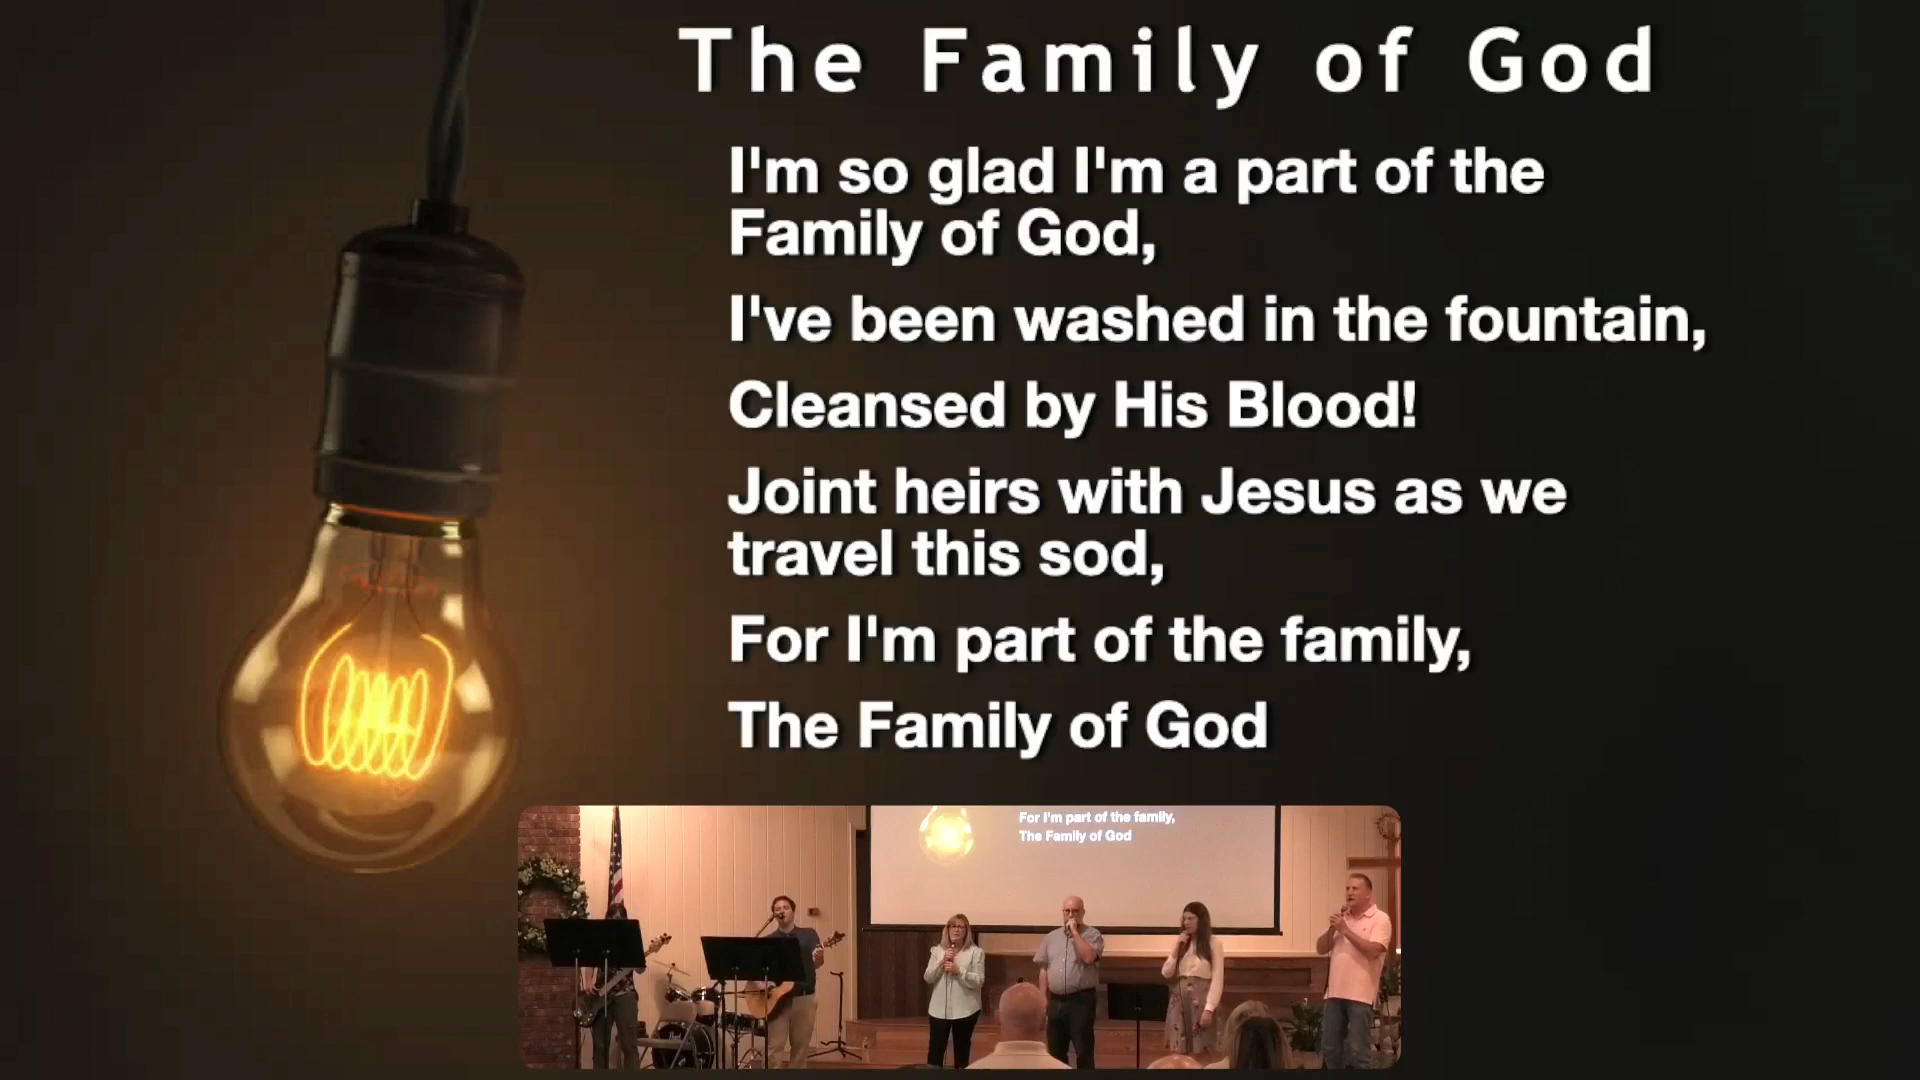 The Family of God
I'm so glad I'm a part of the
Family of God,
I've been washed in the fountain,
Cleansed by His Blood!
Joint heirs with Jesus as we
travel this sod,
For I'm part of the family,
The Family of God
For I'm part of the family,
The Family of God